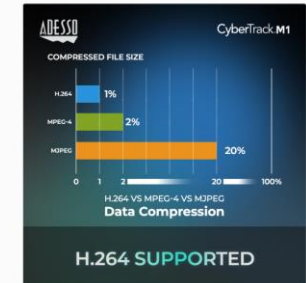 ADESSO
CyberTrack.M1
COMPRESSED FILE SIZE
H.264 1%
MPEG-4 2%
MJPEG 20%
0 1 2 20 100%
H.264 VS MPEG-4 VS MJPEG
Data Compression
H.264 SUPPORTED